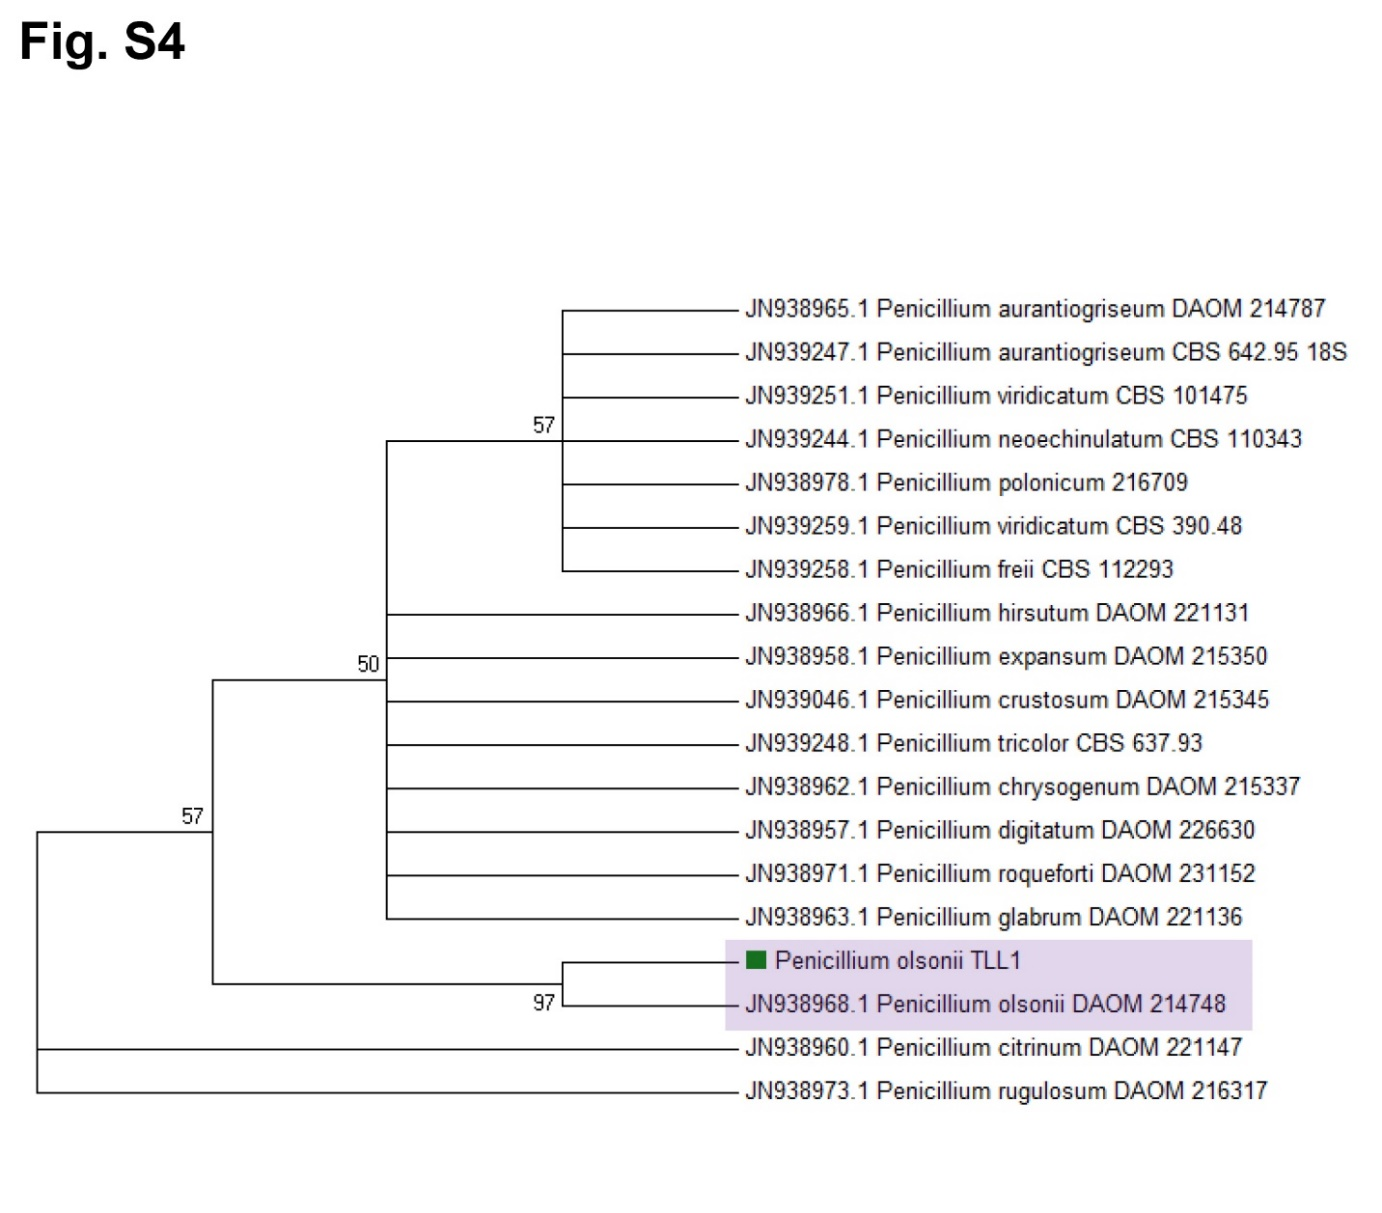 Fig. S4
JN938965.1 Penicillium aurantiogriseum DAOM 214787
JN939247.1 Penicillium aurantiogriseum CBS 642.95 18S
JN939251.1 Penicillium viridicatum CBS 101475
57
JN939244.1 Penicillium neoechinulatum CBS 110343
JN938978.1 Penicillium polonicum 216709
JN939259.1 Penicillium viridicatum CBS 390.48
JN939258.1 Penicillium freii CBS 112293
JN938966.1 Penicillium hirsutum DAOM 221131
50
JN938958.1 Penicillium expansum DAOM 215350
JN939046.1 Penicillium crustosum DAOM 215345
JN939248.1 Penicillium tricolor CBS 637.93
JN938962.1 Penicillium chrysogenum DAOM 215337
57
JN938957.1 Penicillium digitatum DAOM 226630
JN938971.1 Penicillium roqueforti DAOM 231152
JN938963.1 Penicillium glabrum DAOM 221136
Penicillium olsonii TLL1
97
JN938968.1 Penicillium olsonii DAOM 214748
JN938960.1 Penicillium citrinum DAOM 221147
JN938973.1 Penicillium rugulosum DAOM 216317